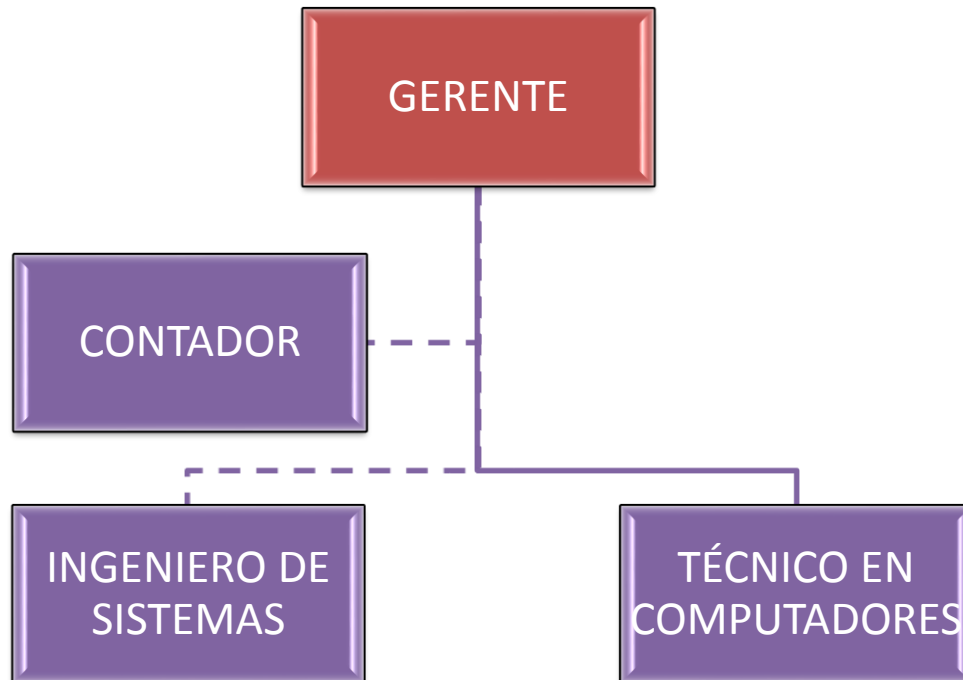 GERENTE
CONTADOR
INGENIERO DE
SISTEMAS
TÉCNICO EN
COMPUTADORES